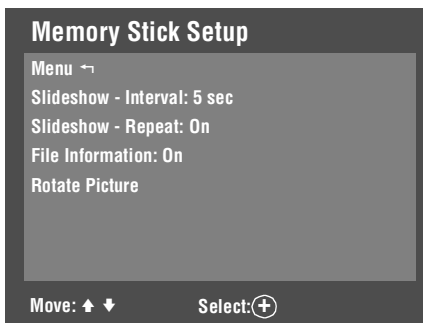 Memory Stick Setup
Menu ↰
Slideshow - Interval: 5 sec
Slideshow - Repeat: On
File Information: On
Rotate Picture
Move: ↑ ↓ Select: +